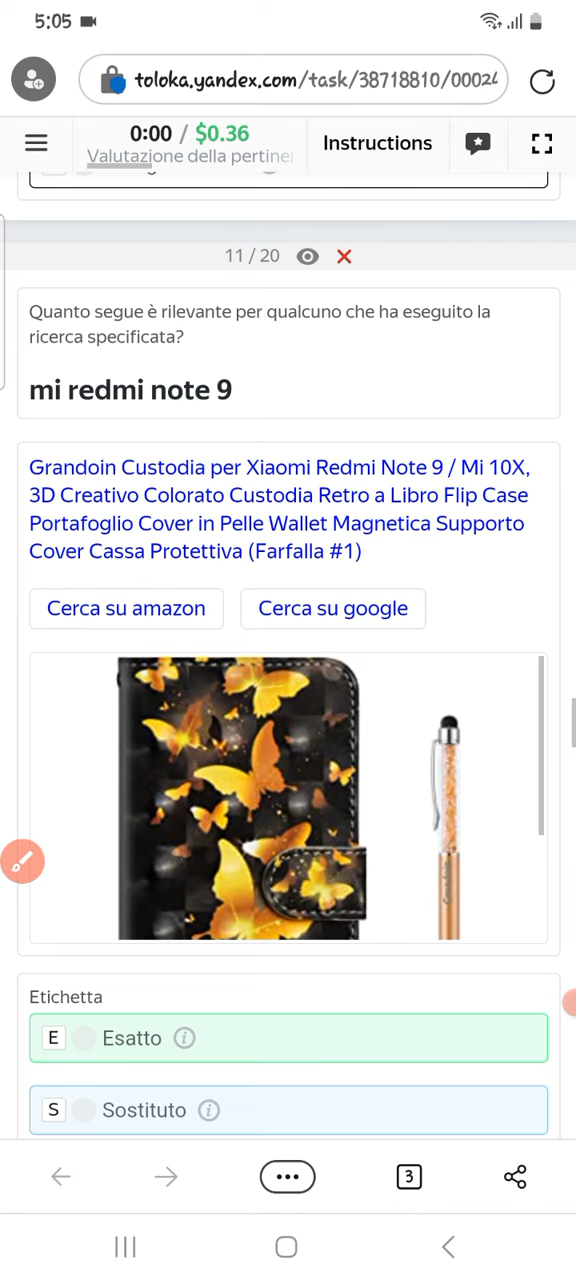 5:05
toloka.yandex.com/task/38718810/0002
0:00 / $0.36
Valutazione della pertine
Instructions
11 / 20
Quanto segue è rilevante per qualcuno che ha eseguito la
ricerca specificata?
mi redmi note 9
Grandoin Custodia per Xiaomi Redmi Note 9 / Mi 10X,
3D Creativo Colorato Custodia Retro a Libro Flip Case
Portafoglio Cover in Pelle Wallet Magnetica Supporto
Cover Cassa Protettiva (Farfalla #1)
Cerca su amazon
Cerca su google
Etichetta
E Esatto
S Sostituto
3